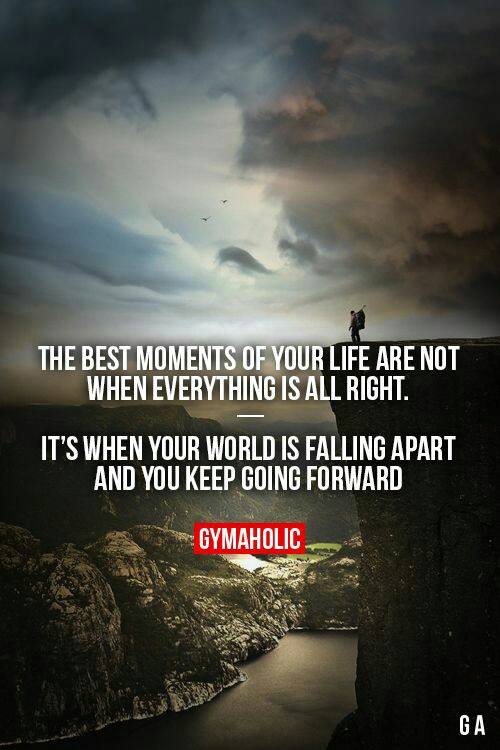 THE BEST MOMENTS OF YOUR LIFE ARE NOT
WHEN EVERYTHING IS ALL RIGHT.
IT'S WHEN YOUR WORLD IS FALLING APART
AND YOU KEEP GOING FORWARD
GYMAHOLIC
GA